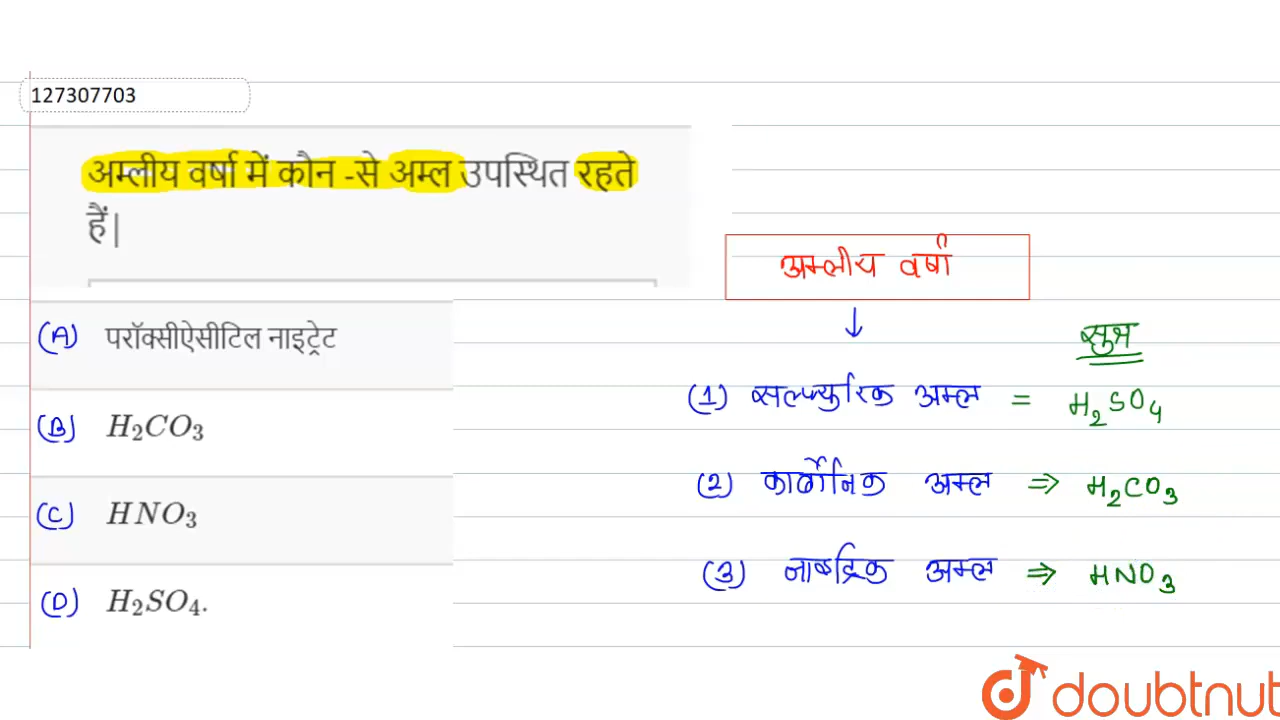 127307703
अम्लीय वर्षा में कौन -से अम्ल उपस्थित रहते
हैं|
(A) परॉक्सीऐसीटिल नाइट्रेट
(B) H₂CO₃
(C) HNO₃
(D) H₂SO₄.
अम्लीय वर्षा
↓
सूत्र
(1) सल्फ्युरिक अम्ल = H₂SO₄
(2) कार्बोनिक अम्ल ⇒ H₂CO₃
(3) नाइट्रिक अम्ल ⇒ HNO₃
doubtnut